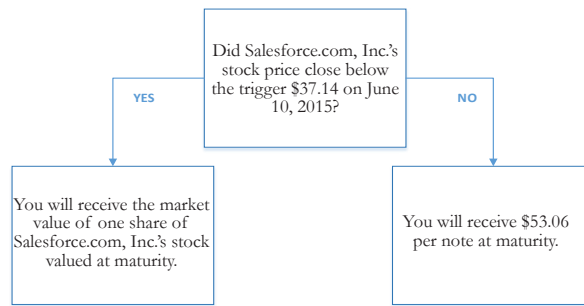 Did Salesforce.com, Inc.'s
stock price close below
the trigger $37.14 on June
10, 2015?
YES
NO
You will receive the market
value of one share of
Salesforce.com, Inc.'s stock
valued at maturity.
You will receive $53.06
per note at maturity.